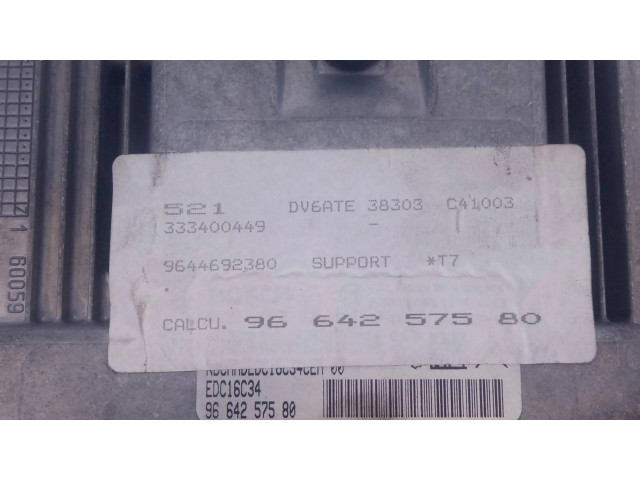 521 DV6ATE 38303 C41003
333400449 -
9644692380 SUPPORT *T7
.
CALCU. 96 642 575 80
EDC16C34
96 642 575 80
1 60059